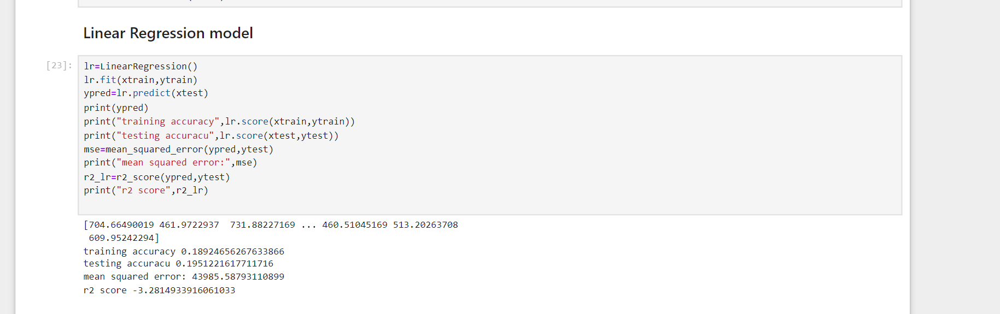 Linear Regression model
[23]:
lr=LinearRegression()
lr.fit(xtrain,ytrain)
ypred=lr.predict(xtest)
print(ypred)
print("training accuracy",lr.score(xtrain,ytrain))
print("testing accuracu",lr.score(xtest,ytest))
mse=mean_squared_error(ypred,ytest)
print("mean squared error:",mse)
r2_lr=r2_score(ypred,ytest)
print("r2 score",r2_lr)
[704.66490019 461.9722937  731.88227169 ... 460.51045169 513.20263708
609.95242294]
training accuracy 0.18924656267633866
testing accuracu 0.1951221617711716
mean squared error: 43985.58793110899
r2 score -3.2814933916061033